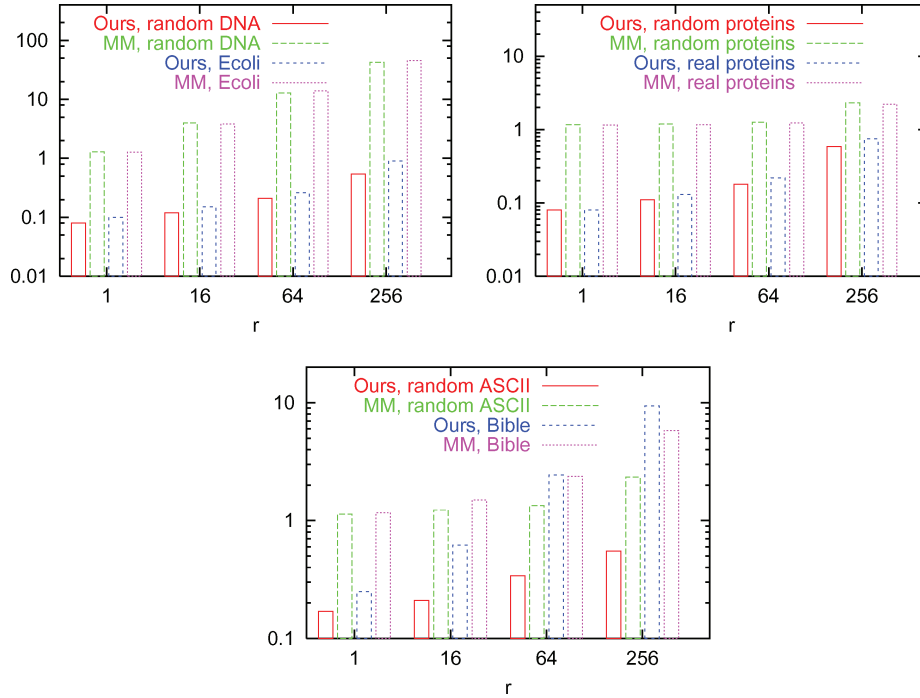 Ours, random DNA
MM, random DNA
Ours, Ecoli
MM, Ecoli
100
10
1
0.1
0.01
1 16 64 256
r
Ours, random proteins
MM, random proteins
Ours, real proteins
MM, real proteins
10
1
0.1
0.01
1 16 64 256
r
Ours, random ASCII
MM, random ASCII
Ours, Bible
MM, Bible
10
1
0.1
1 16 64 256
r